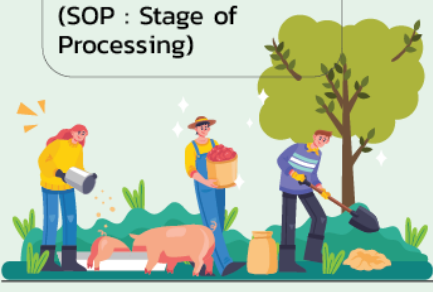 (SOP : Stage of
Processing)